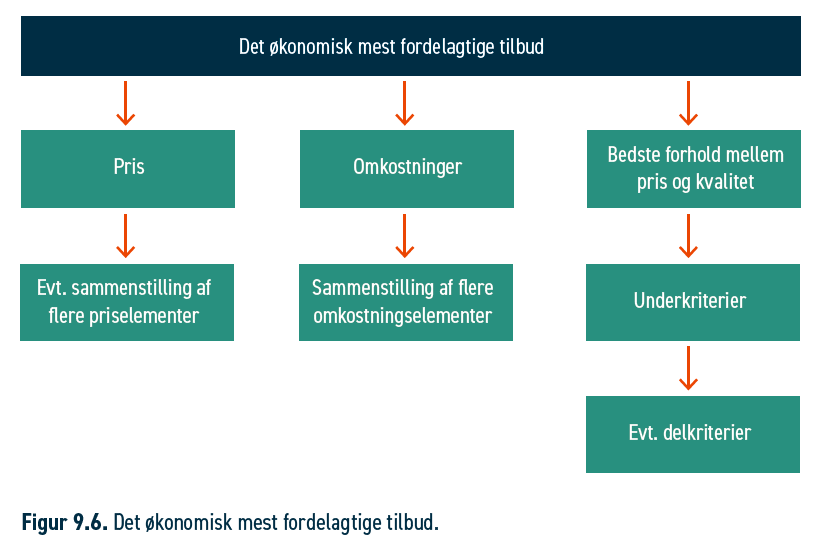 Det økonomisk mest fordelagtige tilbud
Pris
Omkostninger
Bedste forhold mellem
pris og kvalitet
Evt. sammenstilling af
flere priselementer
Sammenstilling af flere
omkostningselementer
Underkriterier
Evt. delkriterier
Figur 9.6. Det økonomisk mest fordelagtige tilbud.